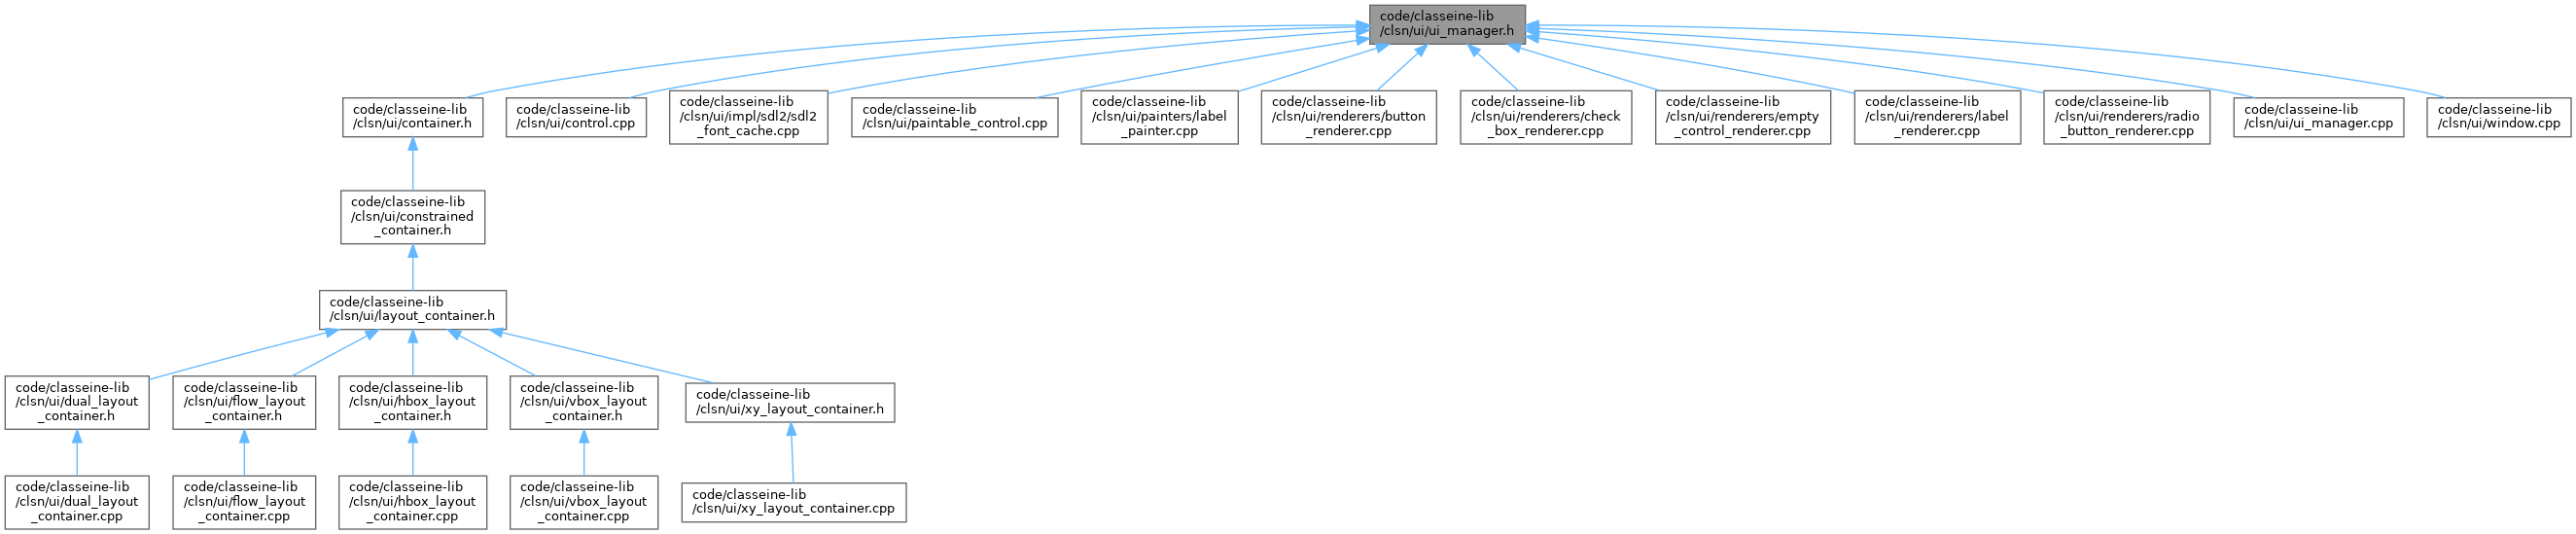 code/classeine-lib
/clsn/ui/ui_manager.h
code/classeine-lib
/clsn/ui/container.h
code/classeine-lib
/clsn/ui/control.cpp
code/classeine-lib
/clsn/ui/impl/sdl2/sdl2
_font_cache.cpp
code/classeine-lib
/clsn/ui/paintable_control.cpp
code/classeine-lib
/clsn/ui/painters/label
_painter.cpp
code/classeine-lib
/clsn/ui/renderers/button
_renderer.cpp
code/classeine-lib
/clsn/ui/renderers/check
_box_renderer.cpp
code/classeine-lib
/clsn/ui/renderers/empty
_control_renderer.cpp
code/classeine-lib
/clsn/ui/renderers/label
_renderer.cpp
code/classeine-lib
/clsn/ui/renderers/radio
_button_renderer.cpp
code/classeine-lib
/clsn/ui/ui_manager.cpp
code/classeine-lib
/clsn/ui/window.cpp
code/classeine-lib
/clsn/ui/constrained
_container.h
code/classeine-lib
/clsn/ui/layout_container.h
code/classeine-lib
/clsn/ui/dual_layout
_container.h
code/classeine-lib
/clsn/ui/flow_layout
_container.h
code/classeine-lib
/clsn/ui/hbox_layout
_container.h
code/classeine-lib
/clsn/ui/vbox_layout
_container.h
code/classeine-lib
/clsn/ui/xy_layout_container.h
code/classeine-lib
/clsn/ui/dual_layout
_container.cpp
code/classeine-lib
/clsn/ui/flow_layout
_container.cpp
code/classeine-lib
/clsn/ui/hbox_layout
_container.cpp
code/classeine-lib
/clsn/ui/vbox_layout
_container.cpp
code/classeine-lib
/clsn/ui/xy_layout_container.cpp